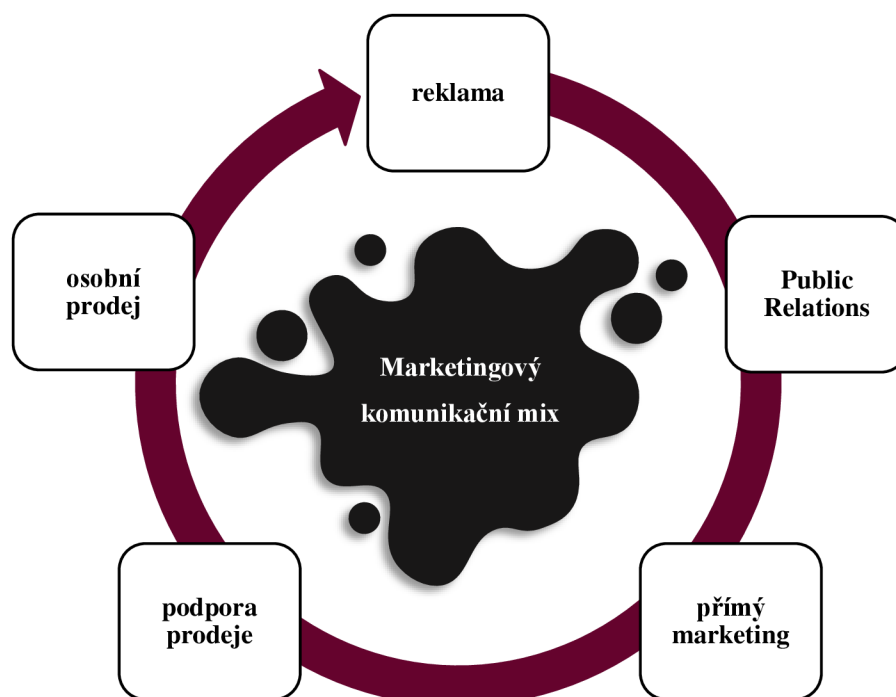 reklama
Public
Relations
přímý
marketing
podpora
prodeje
osobní
prodej
Marketingový
komunikační mix